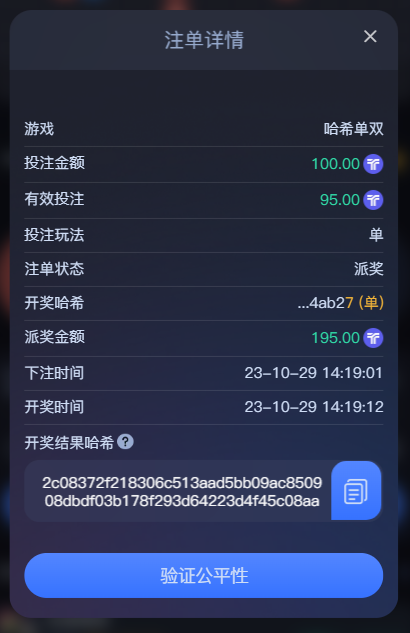 注单详情
游戏 哈希单双
投注金额 100.00
有效投注 95.00
投注玩法 单
注单状态 派奖
开奖哈希 ...4ab27 (单)
派奖金额 195.00
下注时间 23-10-29 14:19:01
开奖时间 23-10-29 14:19:12
开奖结果哈希 ?
2c08372f218306c513aad5bb09ac8509
08dbdf03b178f293d64223d4f45c08aa
验证公平性